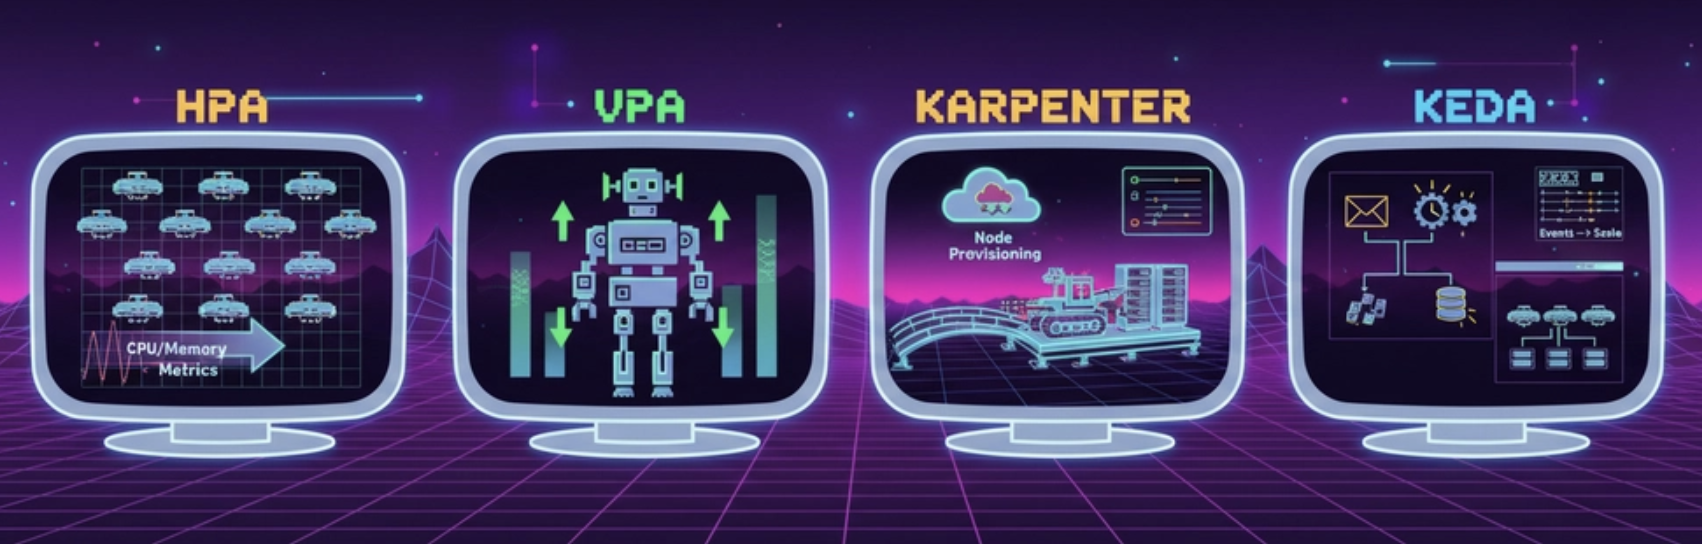 HPA
VPA
KARPENTER
KEDA
CPU/Memory
Metrics
Node
Provisioning
Events -> Scale